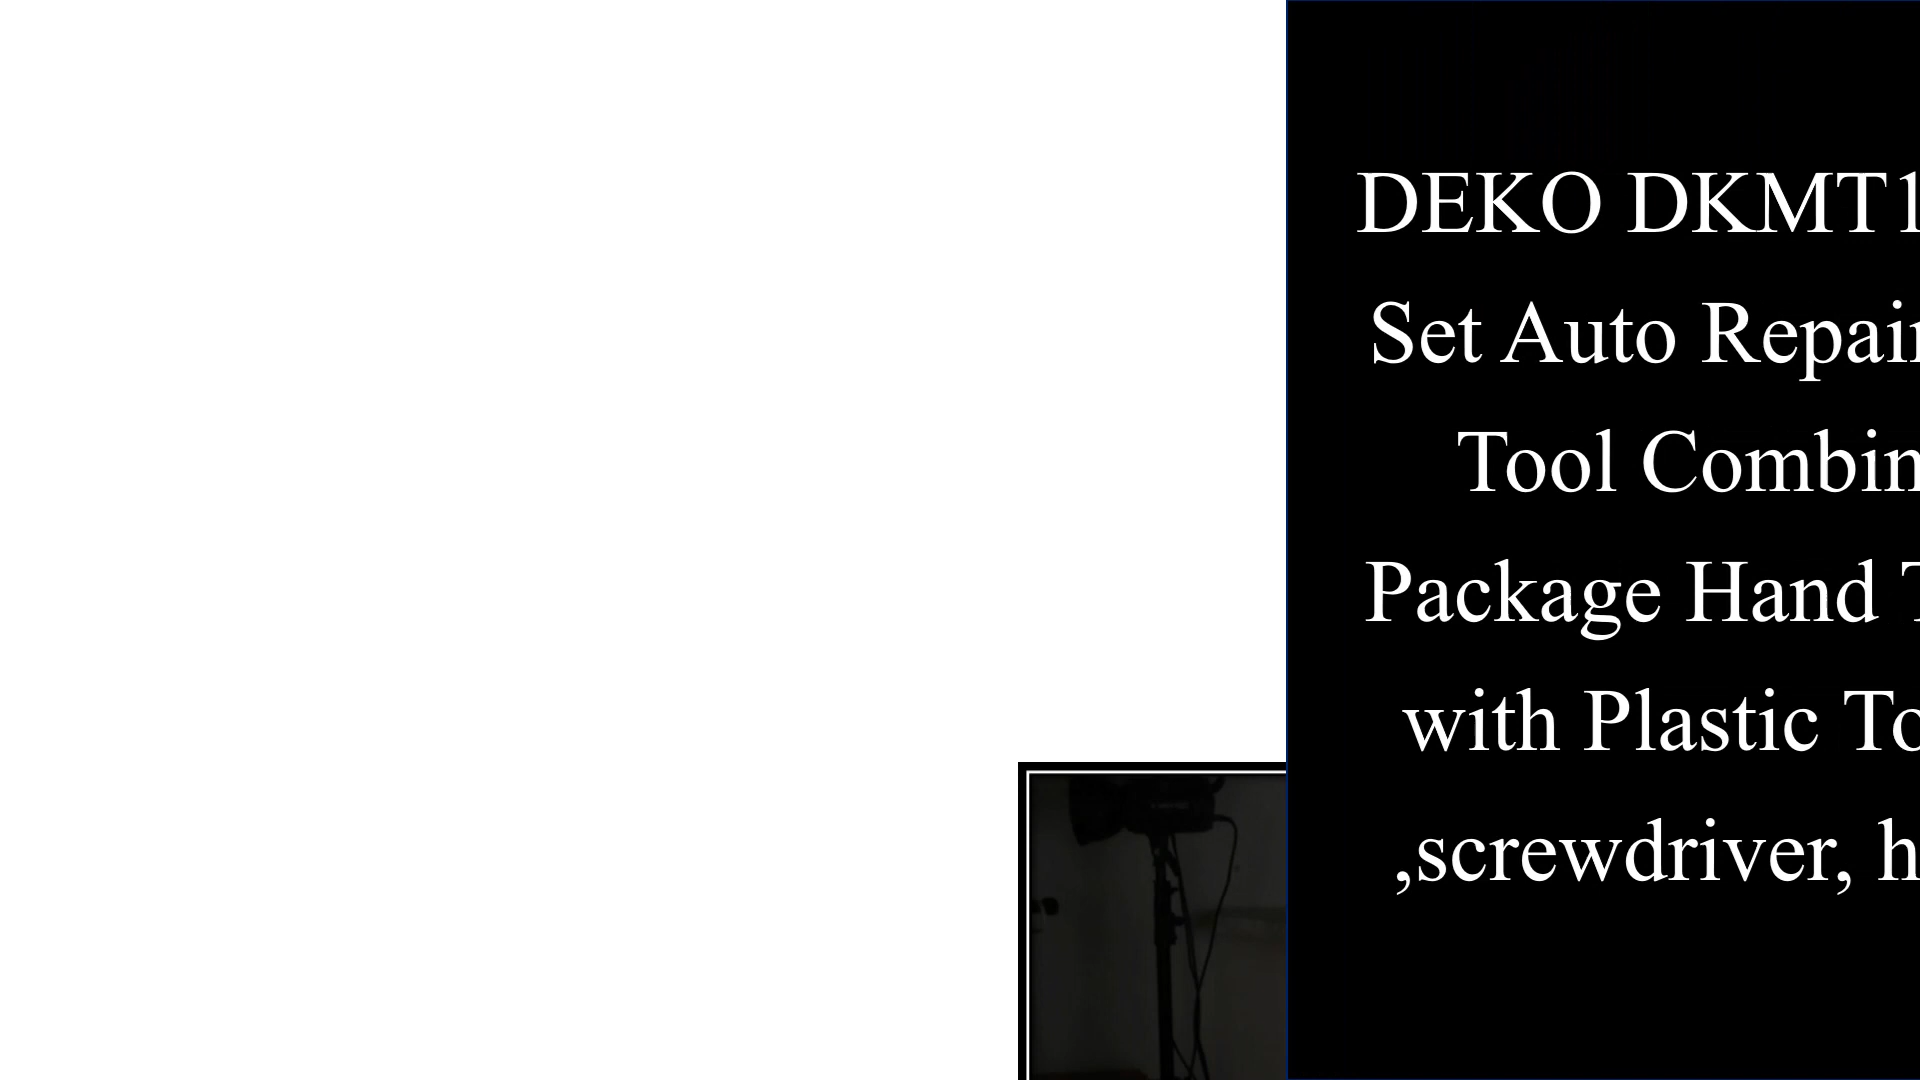 DEKO DKMT1
Set Auto Repair
Tool Combin
Package Hand T
with Plastic To
,screwdriver, h